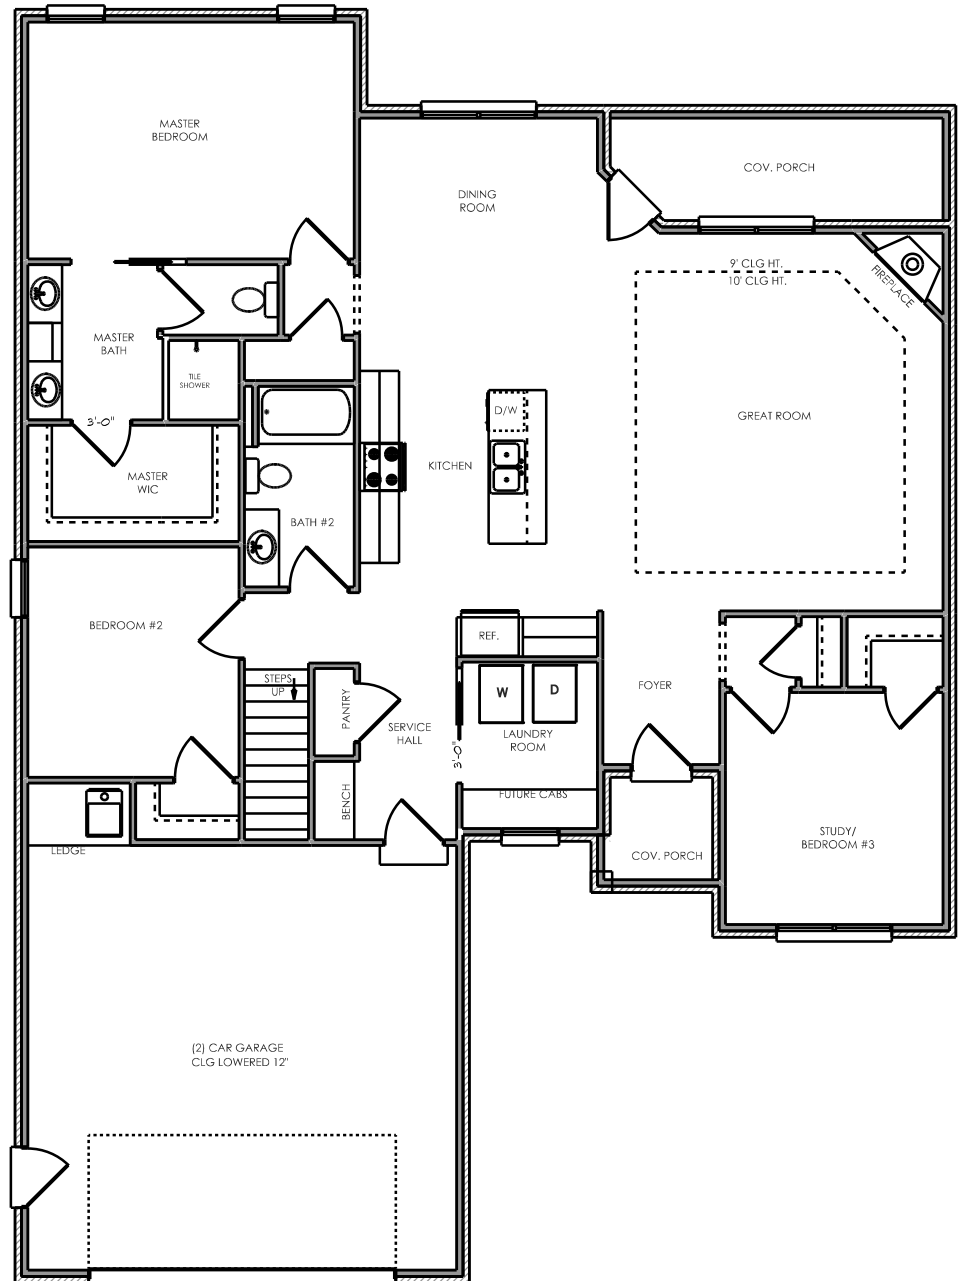 MASTER
BEDROOM
COV. PORCH
DINING
ROOM
9' CLG HT.
10' CLG HT.
FIREPLACE
MASTER
BATH
TILE
SHOWER
3'-0"
D/W
GREAT ROOM
KITCHEN
MASTER
WIC
BATH #2
BEDROOM #2
REF.
STEPS
UP
PANTRY
W
D
FOYER
SERVICE
HALL
LAUNDRY
ROOM
3'-0"
BENCH
FUTURE CABS
LEDGE
COV. PORCH
STUDY/
BEDROOM #3
(2) CAR GARAGE
CLG LOWERED 12"